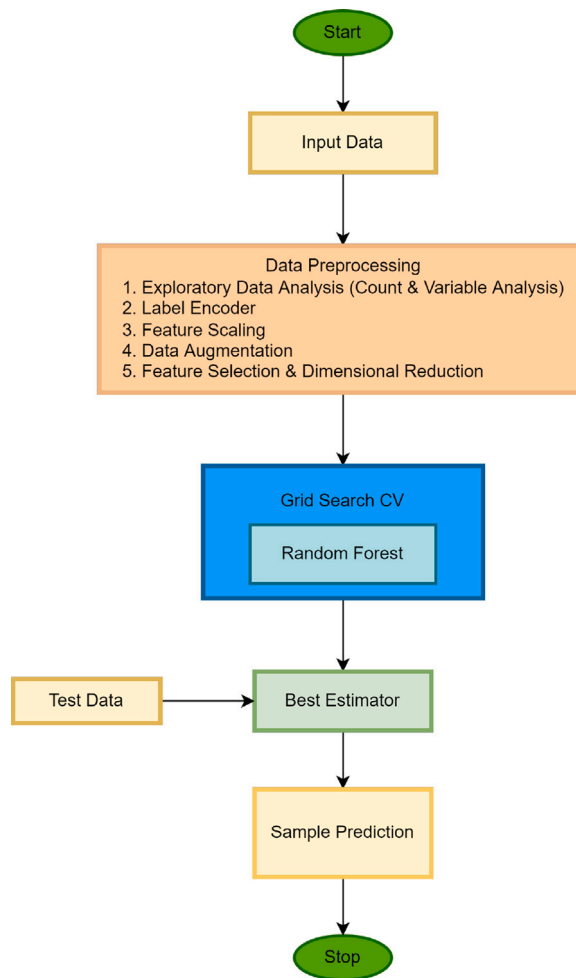 Start
Input Data
Data Preprocessing
1. Exploratory Data Analysis (Count & Variable Analysis)
2. Label Encoder
3. Feature Scaling
4. Data Augmentation
5. Feature Selection & Dimensional Reduction
Grid Search CV
Random Forest
Test Data
Best Estimator
Sample Prediction
Stop